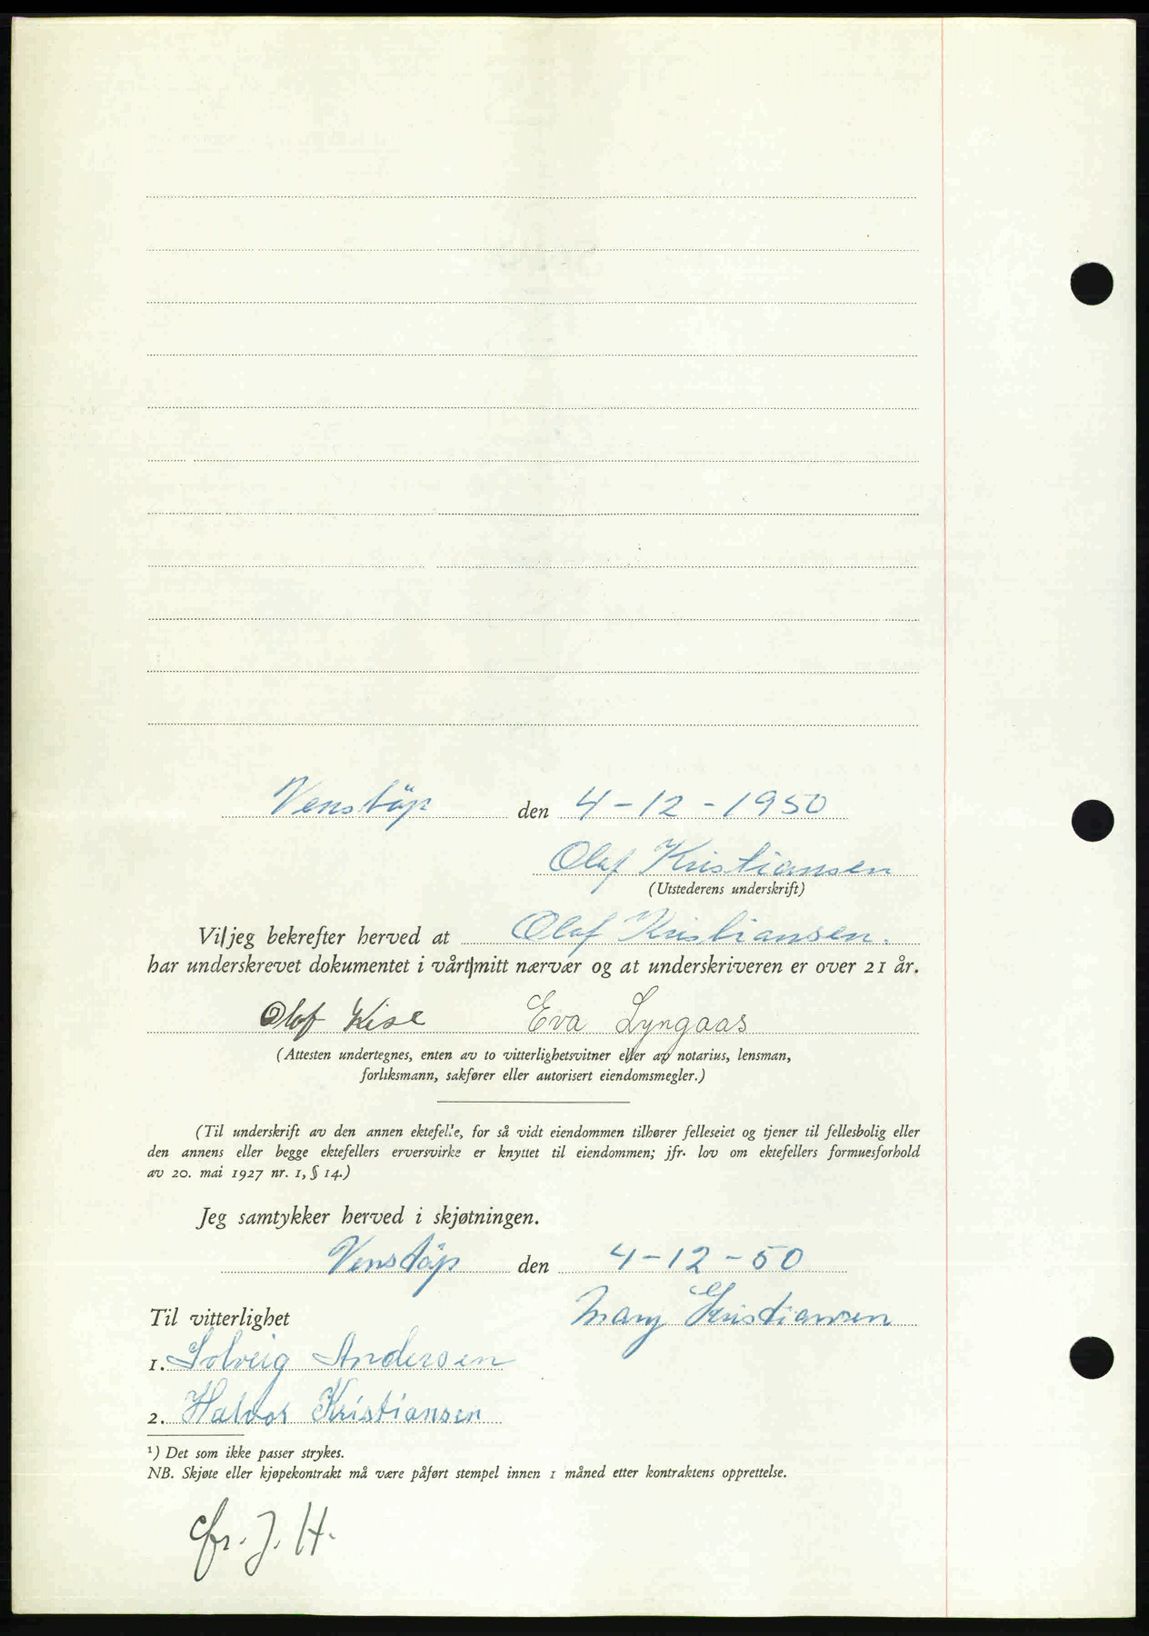 Venstöp den 4-12-1950
Olaf Kristiansen
(Utstederens underskrift)
Vi/jeg bekrefter herved at Olaf Kristiansen.
har underskrevet dokumentet i vårt/mitt nærvær og at underskriveren er over 21 år.
Olof Kise Eva Lyngaas
(Attesten undertegnes, enten av to vitterlighetsvitner eller av notarius, lensman,
forliksmann, sakfører eller autorisert eiendomsmegler.)
(Til underskrift av den annen ektefelle, for så vidt eiendommen tilhører felleseiet og tjener til fellesbolig eller
den annens eller begge ektefellers erversvirke er knyttet til eiendommen; jfr. lov om ektefellers formuesforhold
av 20. mai 1927 nr. 1, § 14.)
Jeg samtykker herved i skjøtningen.
Venstöp den 4-12-50
Til vitterlighet Mary Kristiansen
1. Solveig Andersen
2. Halvor Kristiansen
¹) Det som ikke passer strykes.
NB. Skjøte eller kjøpekontrakt må være påført stempel innen 1 måned etter kontraktens opprettelse.
J. H.